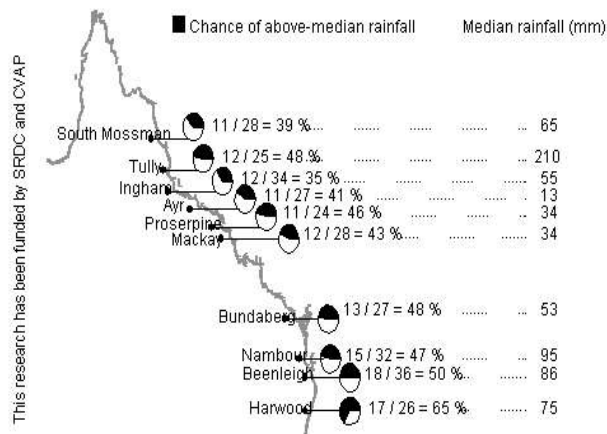 Chance of above-median rainfall Median rainfall (mm)
This research has been funded by SRDC and CVAP
South Mossman 11 / 28 = 39 %.... ....... ....... .. 65
Tully 12 / 25 = 48 %.... ....... ....... .. 210
Ingham 12 / 34 = 35 % ....... ....... .. 55
Ayr 11 / 27 = 41 % ....... ....... .. 13
Proserpine 11 / 24 = 46 % ....... ....... .. 34
Mackay 12 / 28 = 43 %.. ....... ....... .. 34
Bundaberg 13 / 27 = 48 % ....... .. 53
Nambour 15 / 32 = 47 % ....... .. 95
Beenleigh 18 / 36 = 50 %.. ....... .. 86
Harwood 17 / 26 = 65 %.. ....... .. 75